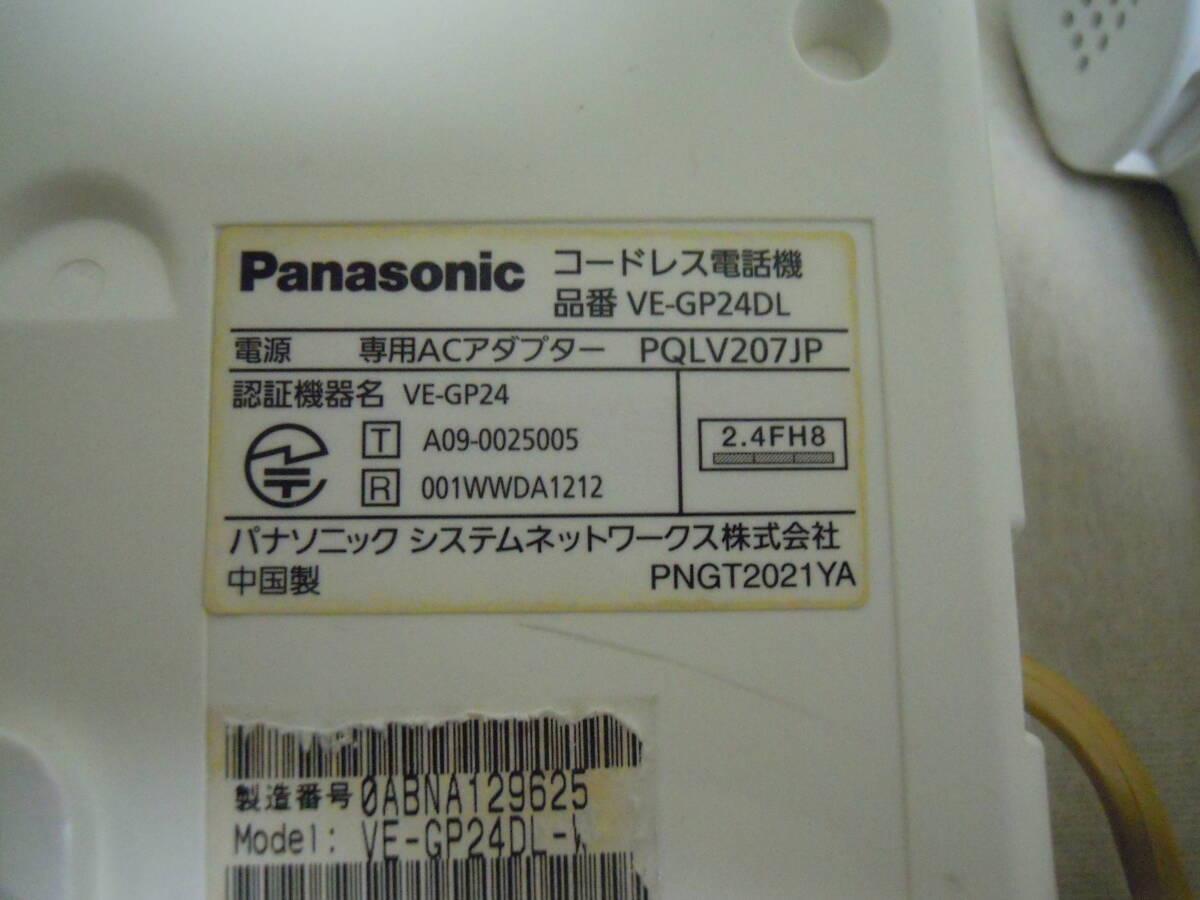 Panasonic コードレス電話機
品番 VE-GP24DL
電源 専用ACアダプター PQLV207JP
認証機器名 VE-GP24
T A09-0025005
R 001WWDA1212
2.4FH8
パナソニック システムネットワークス株式会社
中国製 PNGT2021YA
製造番号 0ABNA129625
Model: VE-GP24DL-